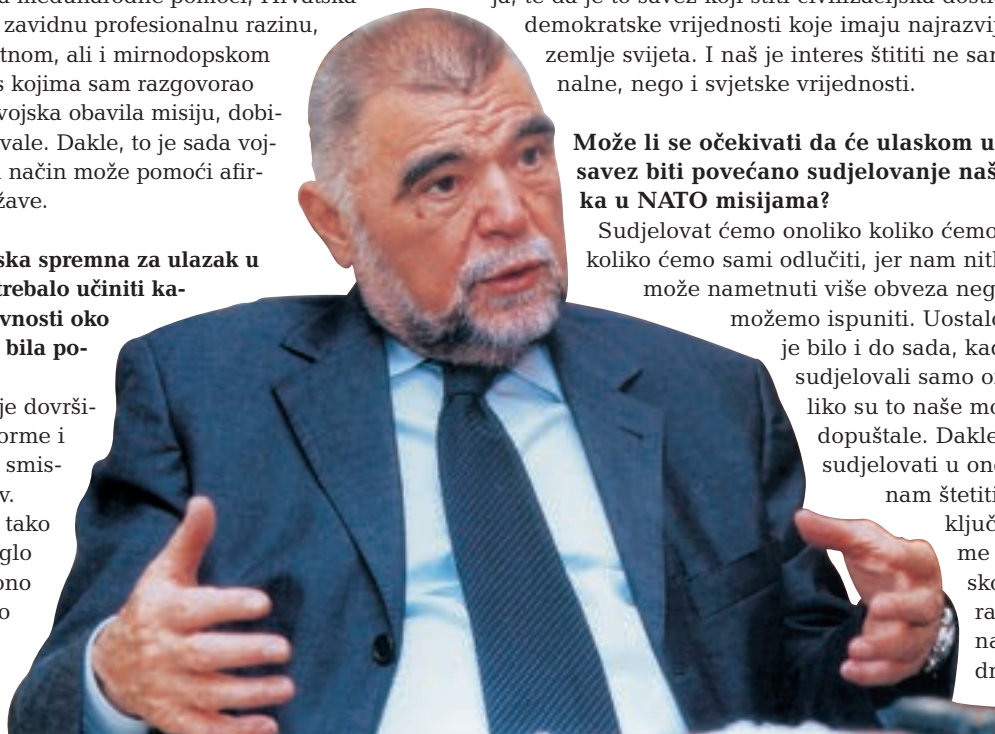 međunarodne pomoći, Hrvatska
zavidnu profesionalnu razinu,
tnom, ali i mirnodopskom
s kojima sam razgovorao
vojska obavila misiju, dobi-
vale. Dakle, to je sada voj-
način može pomoći afir-
žave.
ska spremna za ulazak u
trebalo učiniti ka-
vnosti oko
bila po-
je dovrši-
orme i
smis-
v.
tako
glo
ono
o
ja, te da je to savez koji štiti civilizacijska dosti
demokratske vrijednosti koje imaju najrazvij
zemlje svijeta. I naš je interes štititi ne sam
nalne, nego i svjetske vrijednosti.
Može li se očekivati da će ulaskom u
savez biti povećano sudjelovanje naš
ka u NATO misijama?
Sudjelovat ćemo onoliko koliko ćemo
koliko ćemo sami odlučiti, jer nam nitk
može nametnuti više obveza neg
možemo ispuniti. Uostalo
je bilo i do sada, kad
sudjelovali samo on
liko su to naše mo
dopuštale. Dakle
sudjelovati u ono
nam štetiti
ključ
me
sko
ra
na
dr